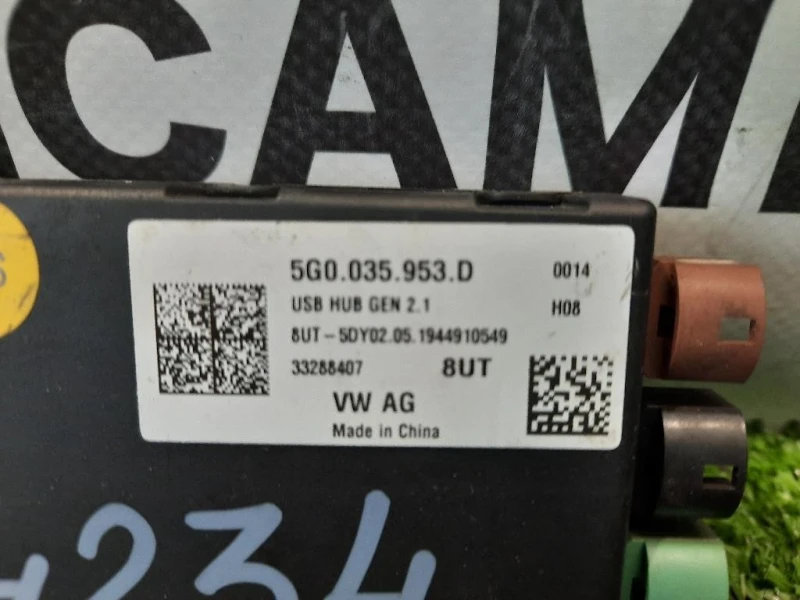 CAM
5G0.035.953.D 0014
USB HUB GEN 2.1 H08
8UT-5DY02.05.1944910549
33288407 8UT
VW AG
Made in China
234